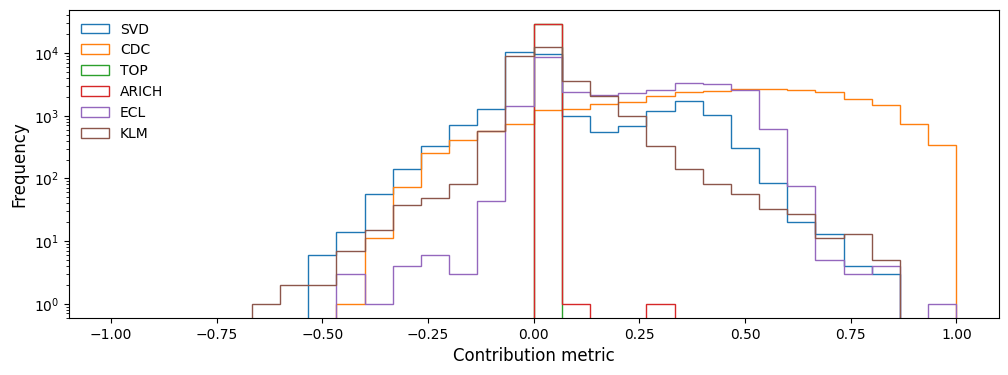 SVD
CDC
TOP
ARICH
ECL
KLM
Frequency
10⁴
10³
10²
10¹
10⁰
−1.00 −0.75 −0.50 −0.25 0.00 0.25 0.50 0.75 1.00
Contribution metric